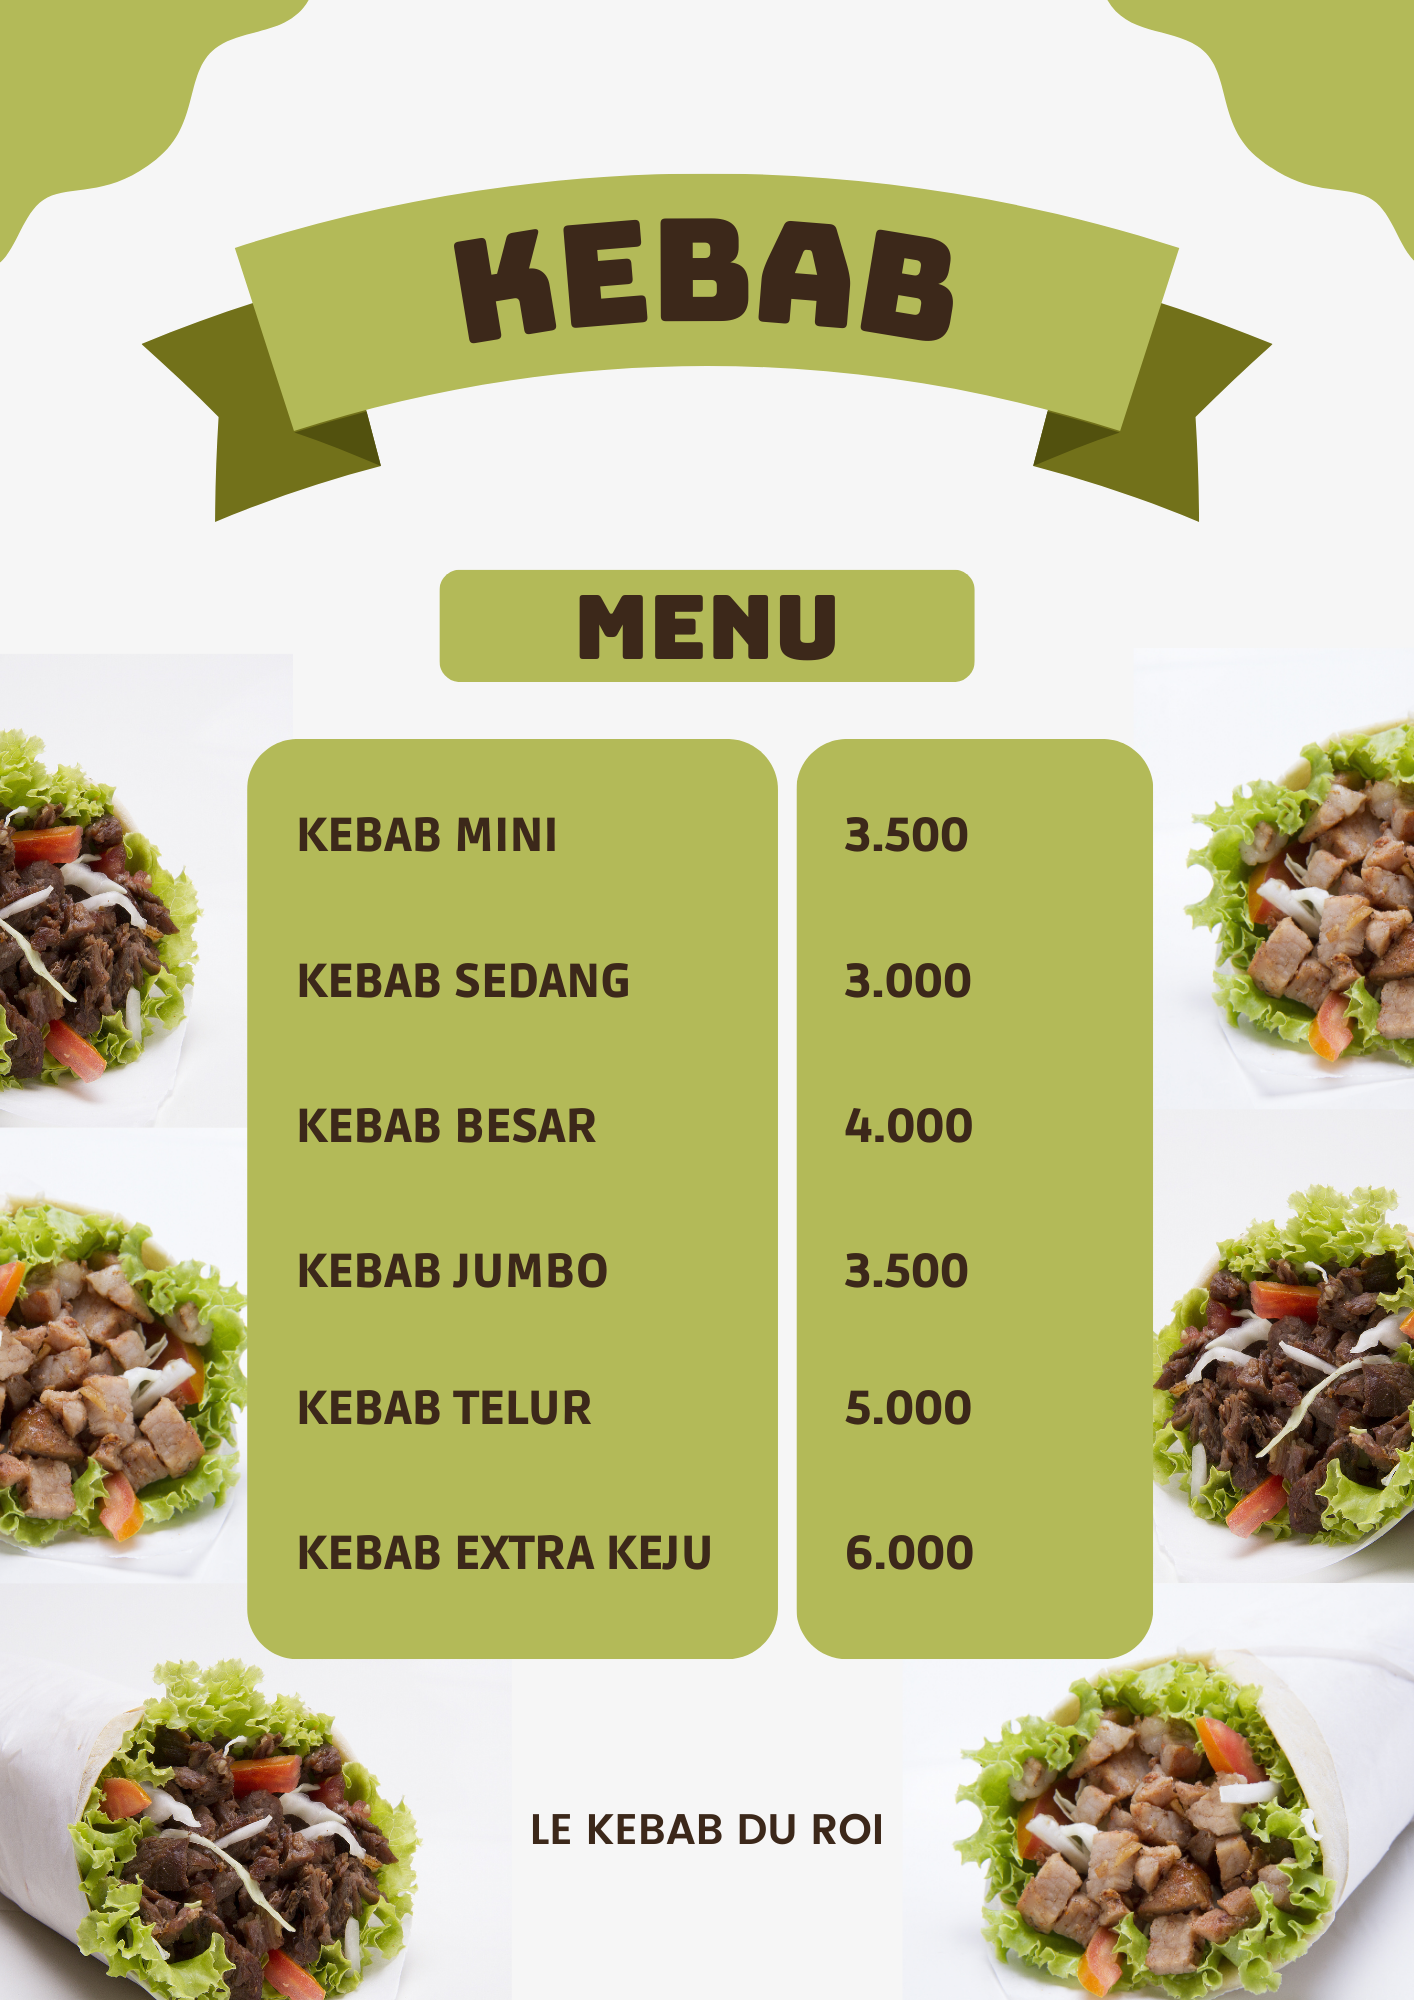 KEBAB
MENU
KEBAB MINI 3.500
KEBAB SEDANG 3.000
KEBAB BESAR 4.000
KEBAB JUMBO 3.500
KEBAB TELUR 5.000
KEBAB EXTRA KEJU 6.000
LE KEBAB DU ROI